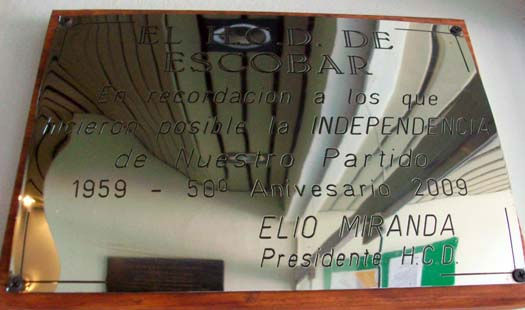 EL H.C.D. DE
ESCOBAR
En recordación a los que
hicieron posible la INDEPENDENCIA
de Nuestro Partido
1959 - 50º Anivesario 2009
ELIO MIRANDA
Presidente H.C.D.